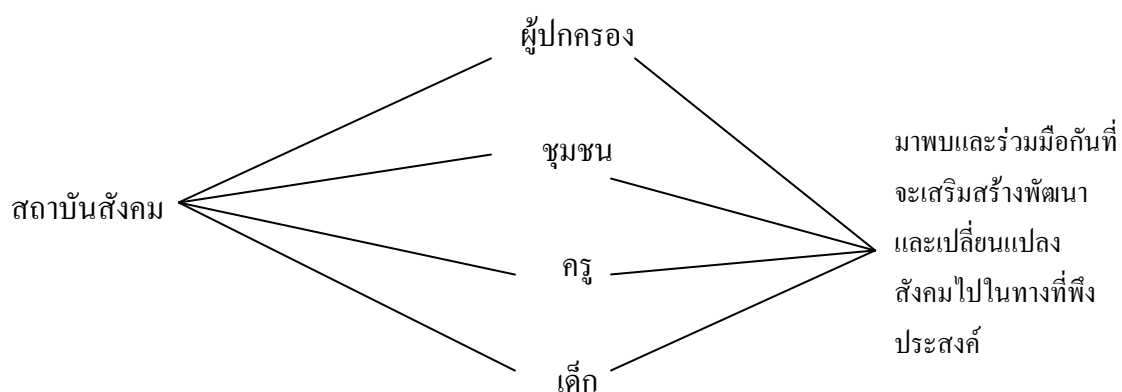 ผู้ปกครอง
ชุมชน
สถาบันสังคม
ครู
เด็ก
มาพบและร่วมมือกันที่
จะเสริมสร้างพัฒนา
และเปลี่ยนแปลง
สังคมไปในทางที่พึง
ประสงค์